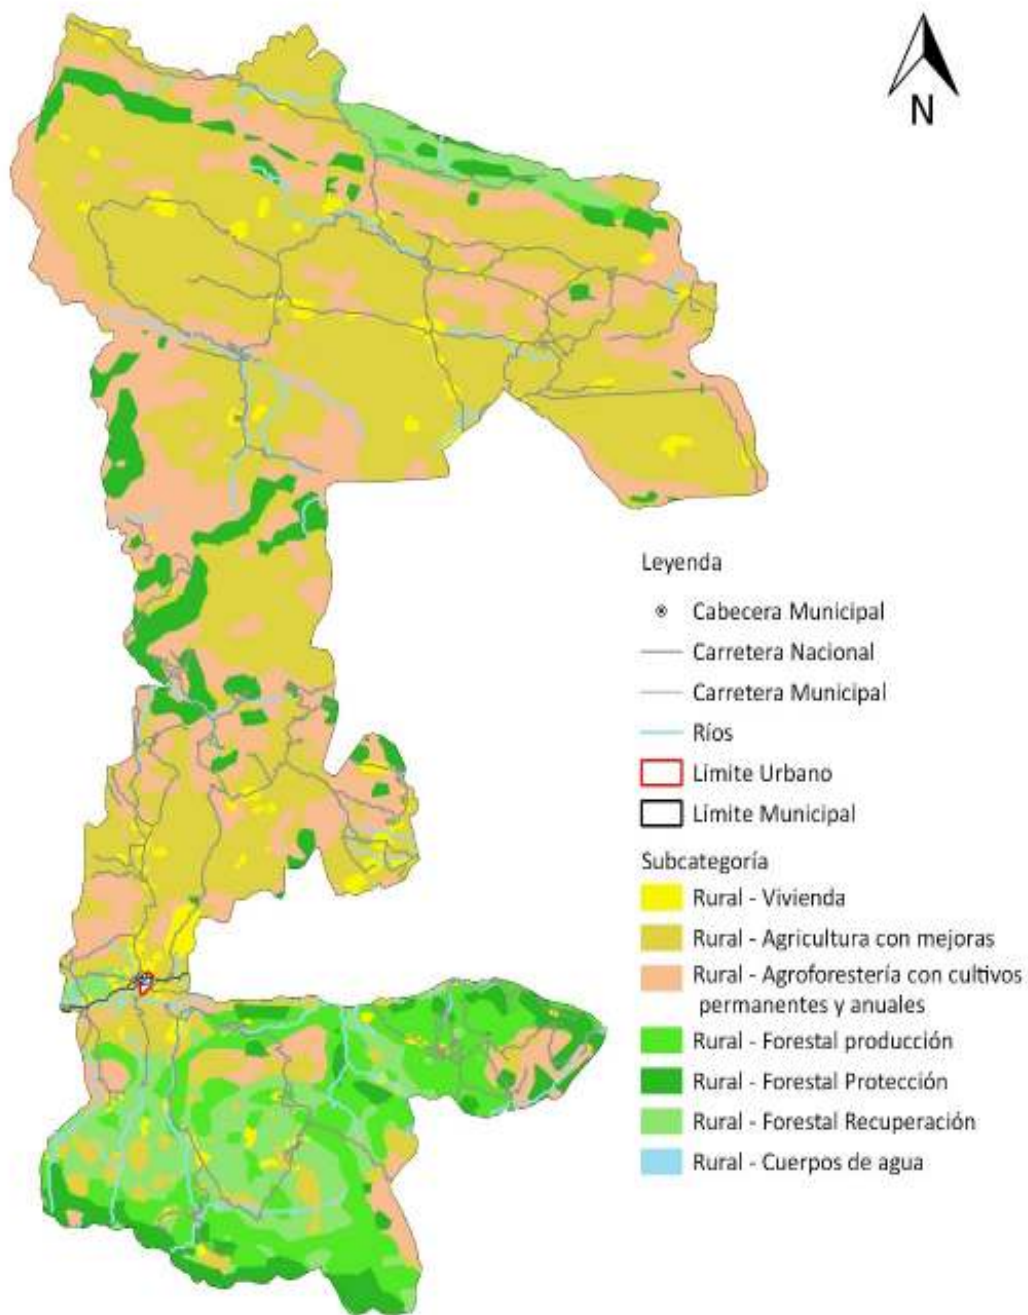 N
Leyenda
Cabecera Municipal
Carretera Nacional
Carretera Municipal
Ríos
Límite Urbano
Límite Municipal
Subcategoría
Rural - Vivienda
Rural - Agricultura con mejoras
Rural - Agroforestería con cultivos
permanentes y anuales
Rural - Forestal producción
Rural - Forestal Protección
Rural - Forestal Recuperación
Rural - Cuerpos de agua